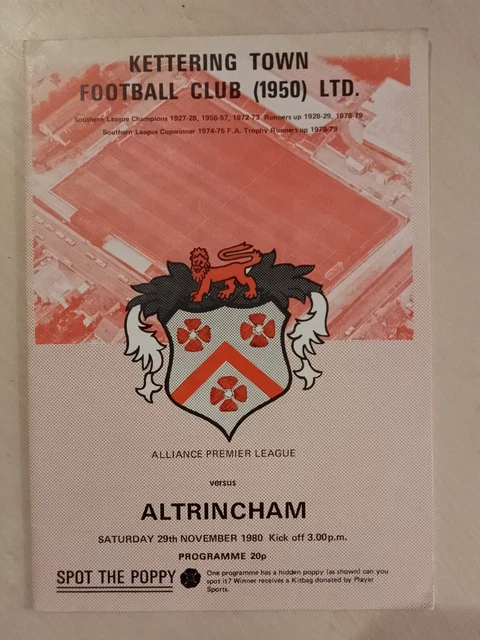 KETTERING TOWN
FOOTBALL CLUB (1950) LTD.
Southern League Champions 1927-28, 1956-57, 1972-73 Runners up 1928-29, 1978-79
Southern League Cupwinner 1974-75 F.A. Trophy Runners up 1978-79
ALLIANCE PREMIER LEAGUE
versus
ALTRINCHAM
SATURDAY 29th NOVEMBER 1980 Kick off 3.00p.m.
PROGRAMME 20p
SPOT THE POPPY
One programme has a hidden poppy (as shown) can you
spot it? Winner receives a Kitbag donated by Player
Sports.